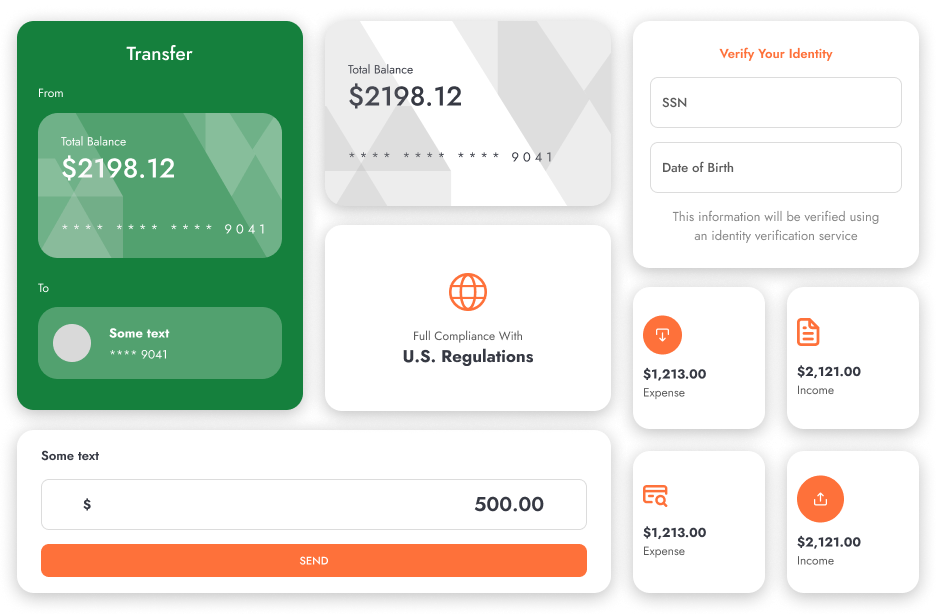 Transfer
From
Total Balance
$2198.12
* * * * * * * * * * * * 9041
To
Some text
**** 9041
Total Balance
$2198.12
* * * * * * * * * * * * 9041
Full Compliance With
U.S. Regulations
Verify Your Identity
SSN
Date of Birth
This information will be verified using
an identity verification service
$1,213.00
Expense
$2,121.00
Income
Some text
$ 500.00
SEND
$1,213.00
Expense
$2,121.00
Income